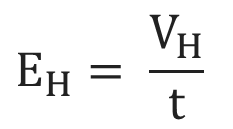 E_H = V_H / t